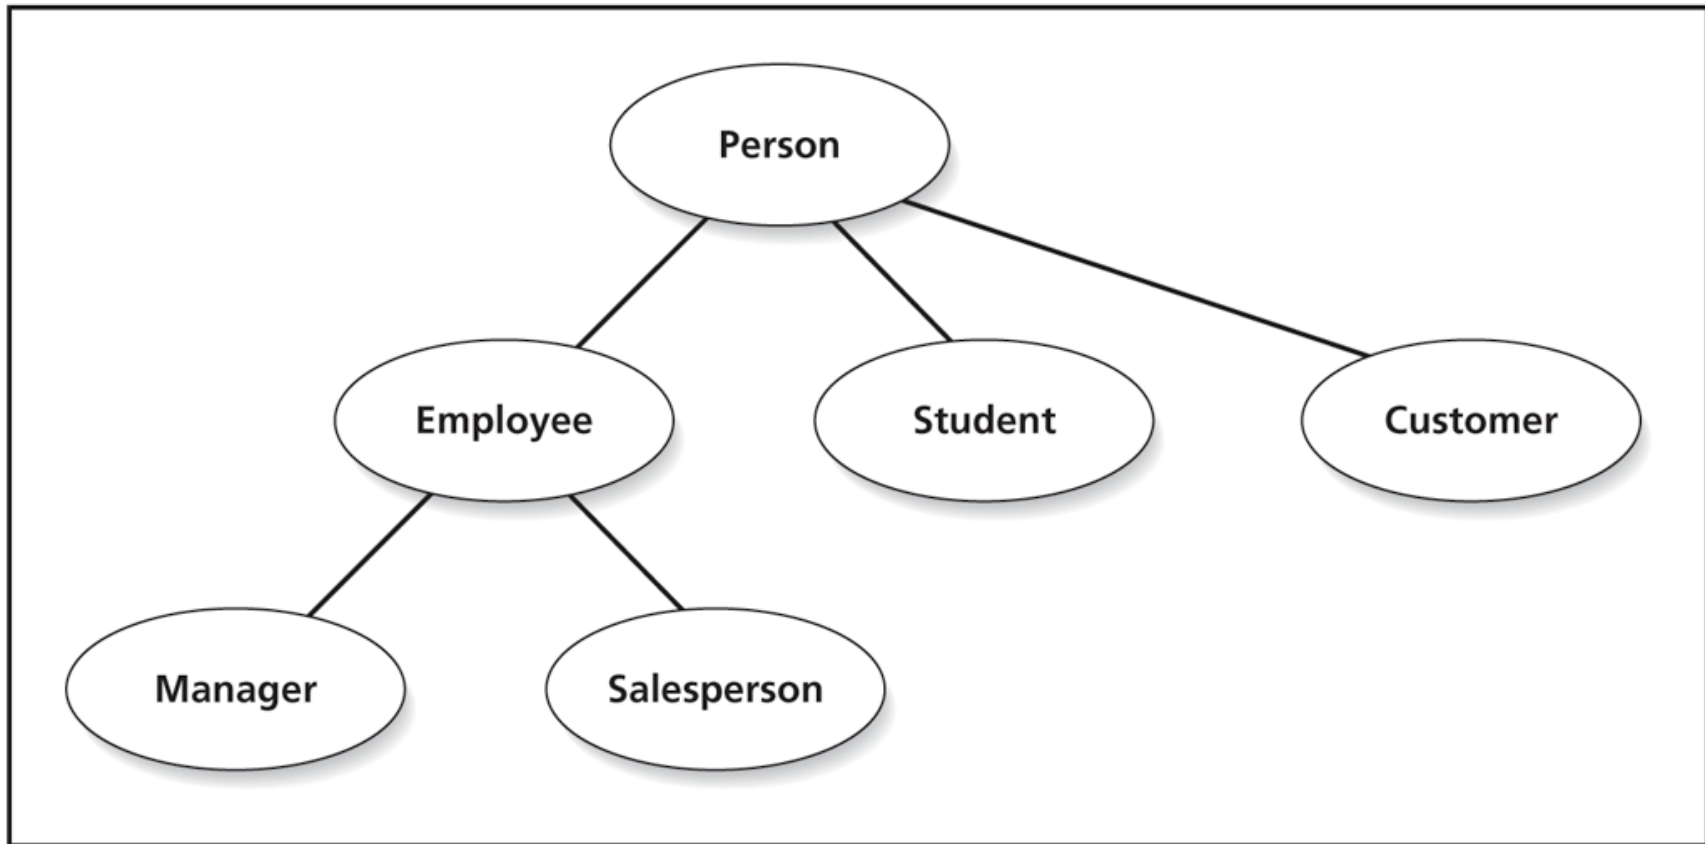 Person
Employee
Student
Customer
Manager
Salesperson